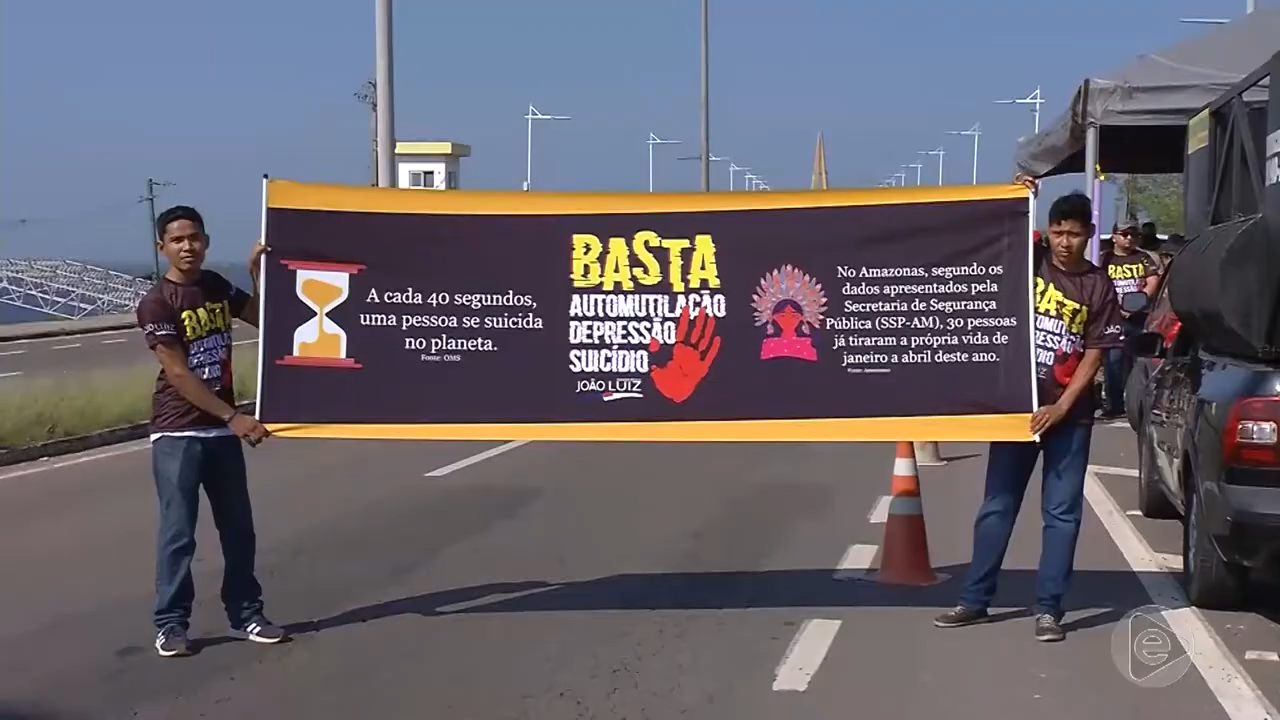 A cada 40 segundos,
uma pessoa se suicida
no planeta.
Fonte: OMS
BASTA
AUTOMUTILAÇÃO
DEPRESSÃO
SUICÍDIO
JOÃO LUIZ
No Amazonas, segundo os
dados apresentados pela
Secretaria de Segurança
Pública (SSP-AM), 30 pessoas
já tiraram a própria vida de
janeiro a abril deste ano.
BASTA
JOÃO LUIZ
BASTA
e